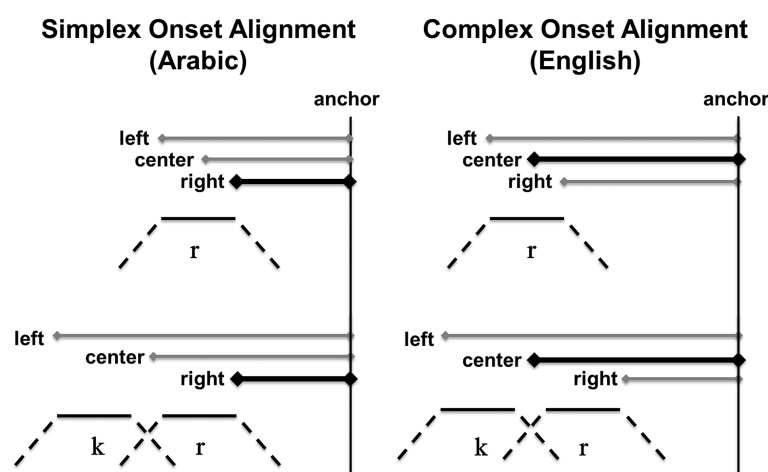 Simplex Onset Alignment
(Arabic)
anchor
left
center
right
r
left
center
right
k r
Complex Onset Alignment
(English)
anchor
left
center
right
r
left
center
right
k r